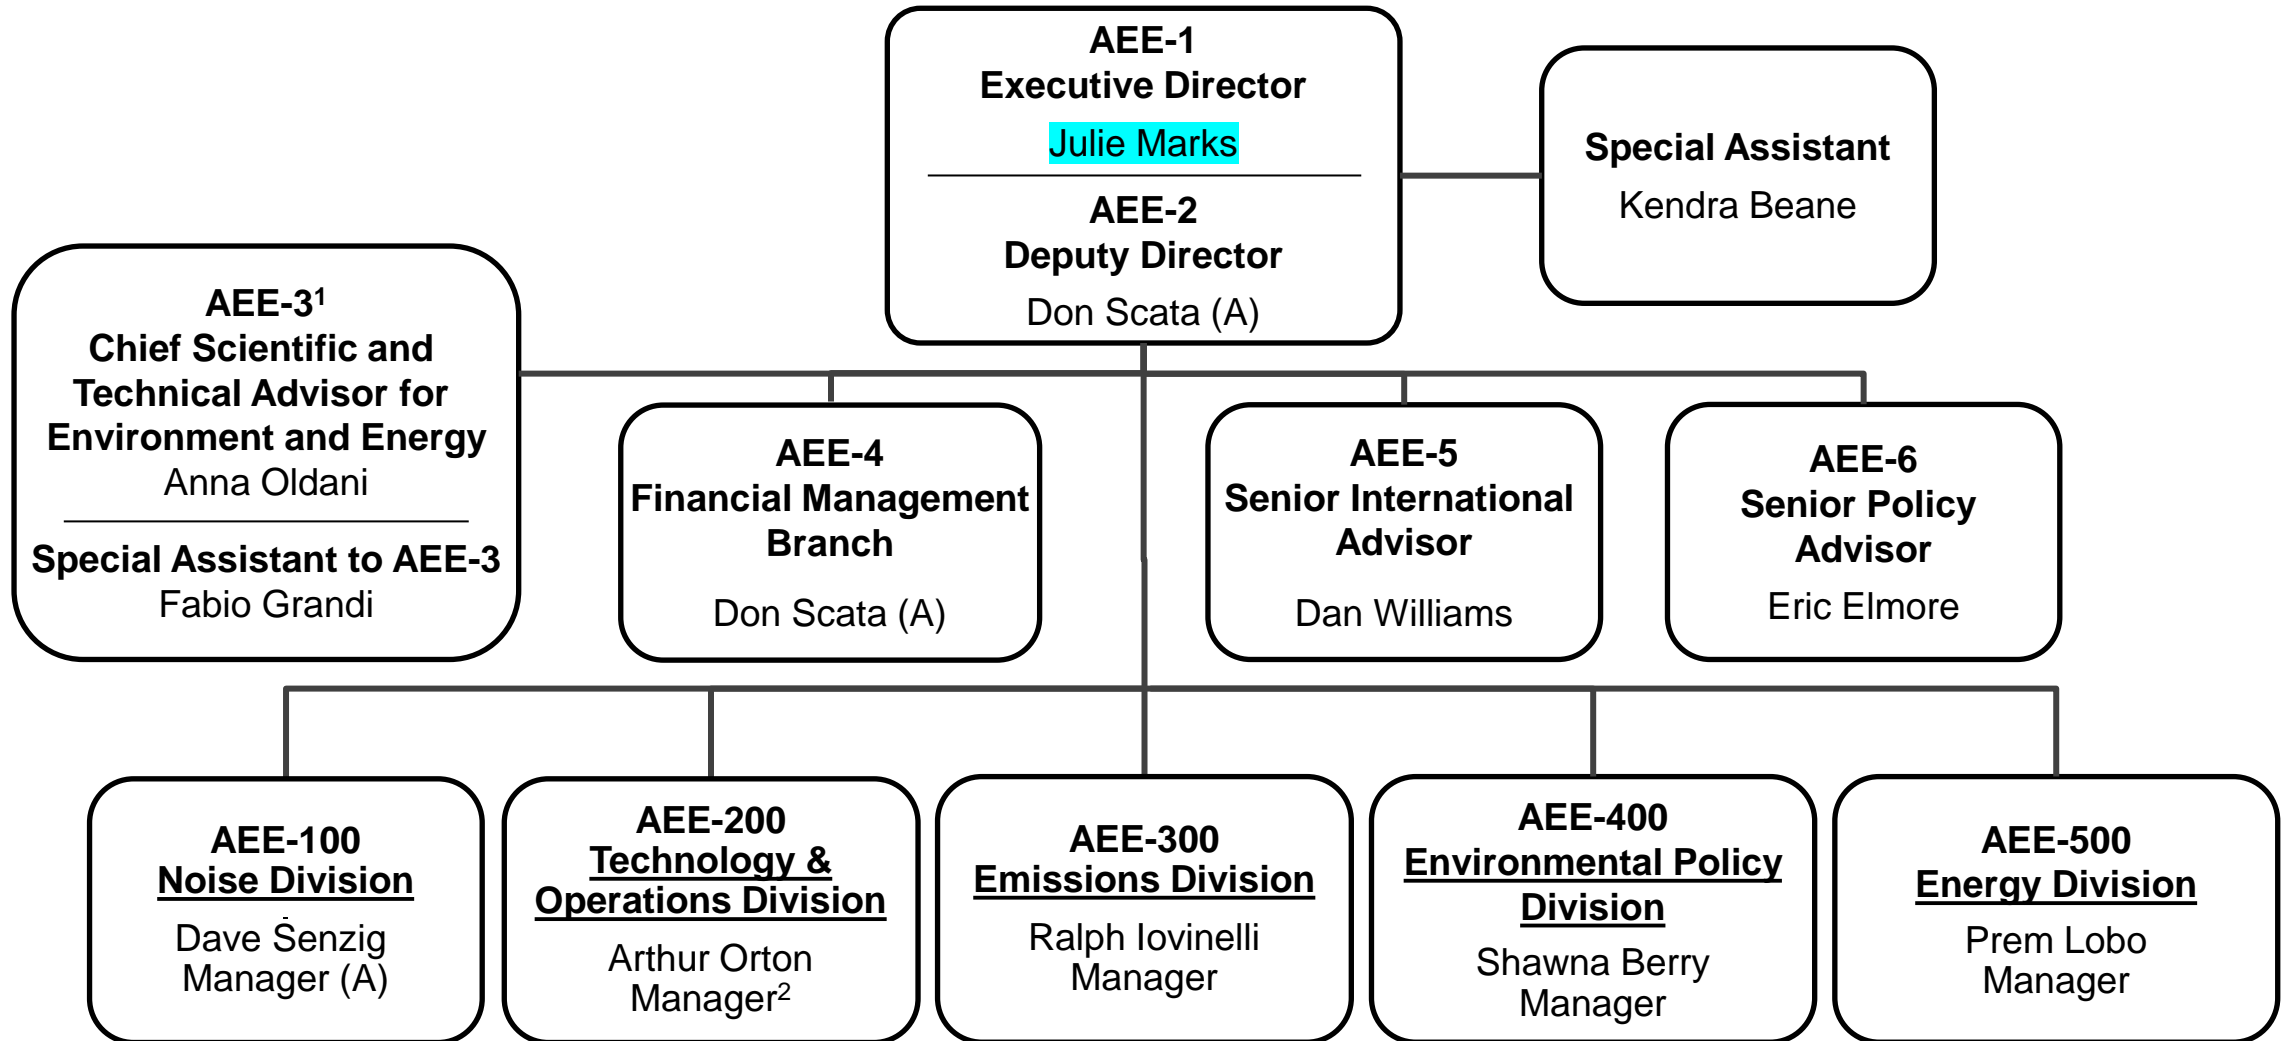 AEE-1
Executive Director
Julie Marks
AEE-2
Deputy Director
Don Scata (A)
Special Assistant
Kendra Beane
AEE-3¹
Chief Scientific and
Technical Advisor for
Environment and Energy
Anna Oldani
Special Assistant to AEE-3
Fabio Grandi
AEE-4
Financial Management
Branch
Don Scata (A)
AEE-5
Senior International
Advisor
Dan Williams
AEE-6
Senior Policy
Advisor
Eric Elmore
AEE-100
Noise Division
Dave Senzig
Manager (A)
AEE-200
Technology &
Operations Division
Arthur Orton
Manager²
AEE-300
Emissions Division
Ralph Iovinelli
Manager
AEE-400
Environmental Policy
Division
Shawna Berry
Manager
AEE-500
Energy Division
Prem Lobo
Manager